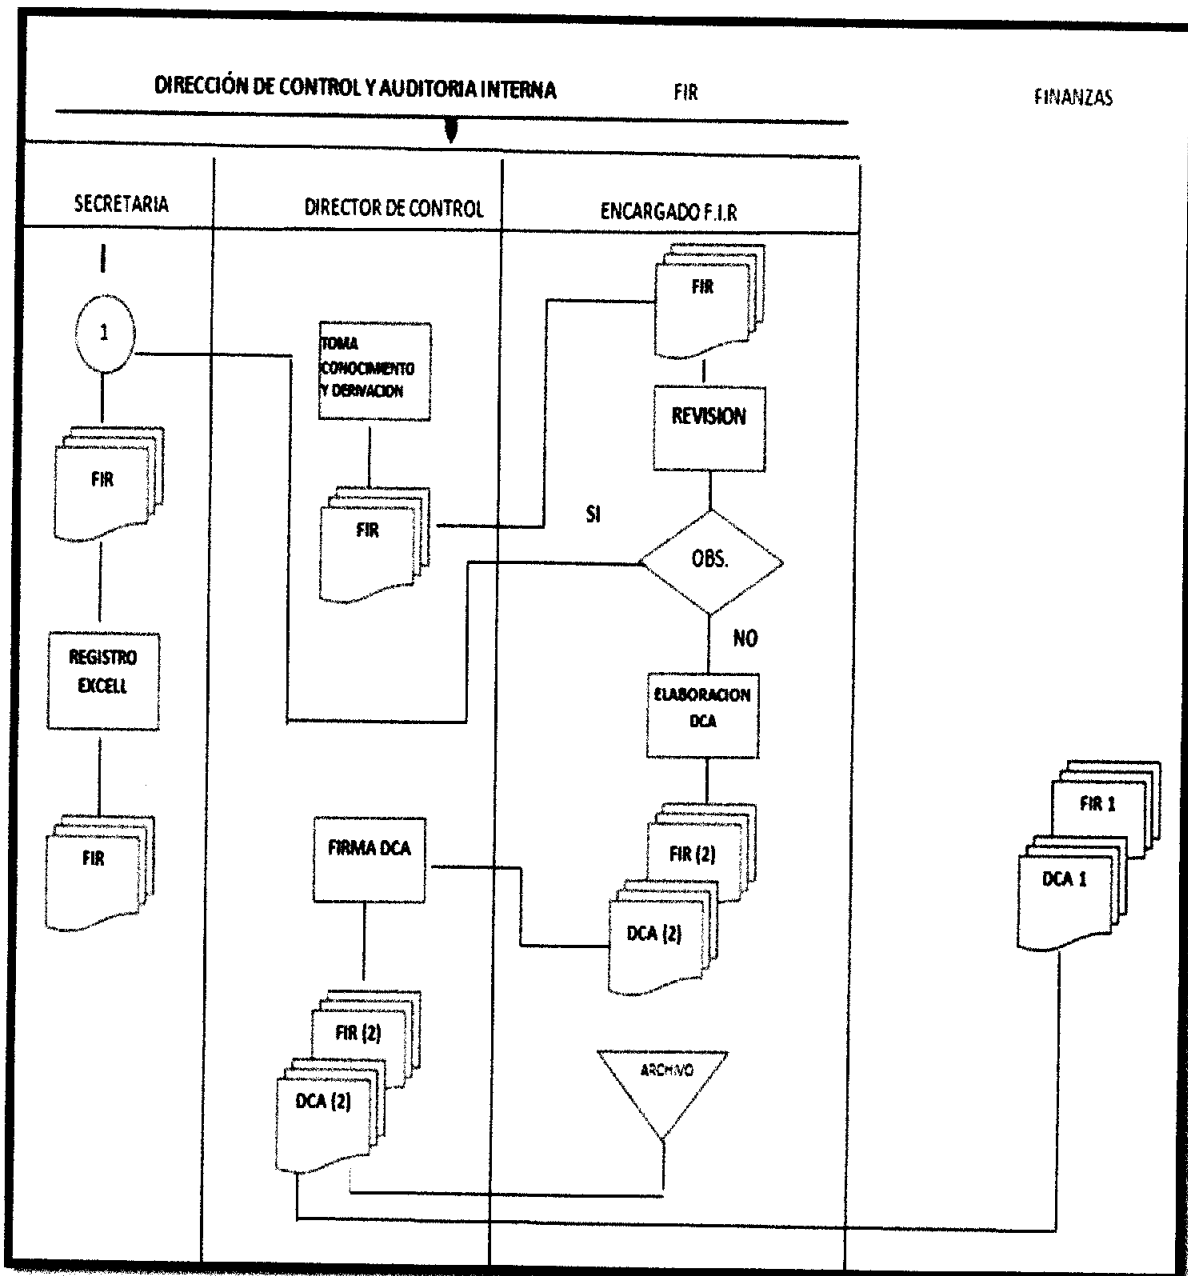 DIRECCIÓN DE CONTROL Y AUDITORIA INTERNA
FIR
FINANZAS
SECRETARIA
DIRECTOR DE CONTROL
ENCARGADO F.I.R
1
FIR
REGISTRO
EXCELL
FIR
TOMA
CONOCIMIENTO
Y DERIVACION
FIR
FIRMA DCA
FIR (2)
DCA (2)
FIR
REVISION
SI
OBS.
NO
ELABORACION
DCA
FIR (2)
DCA (2)
ARCHIVO
FIR 1
DCA 1